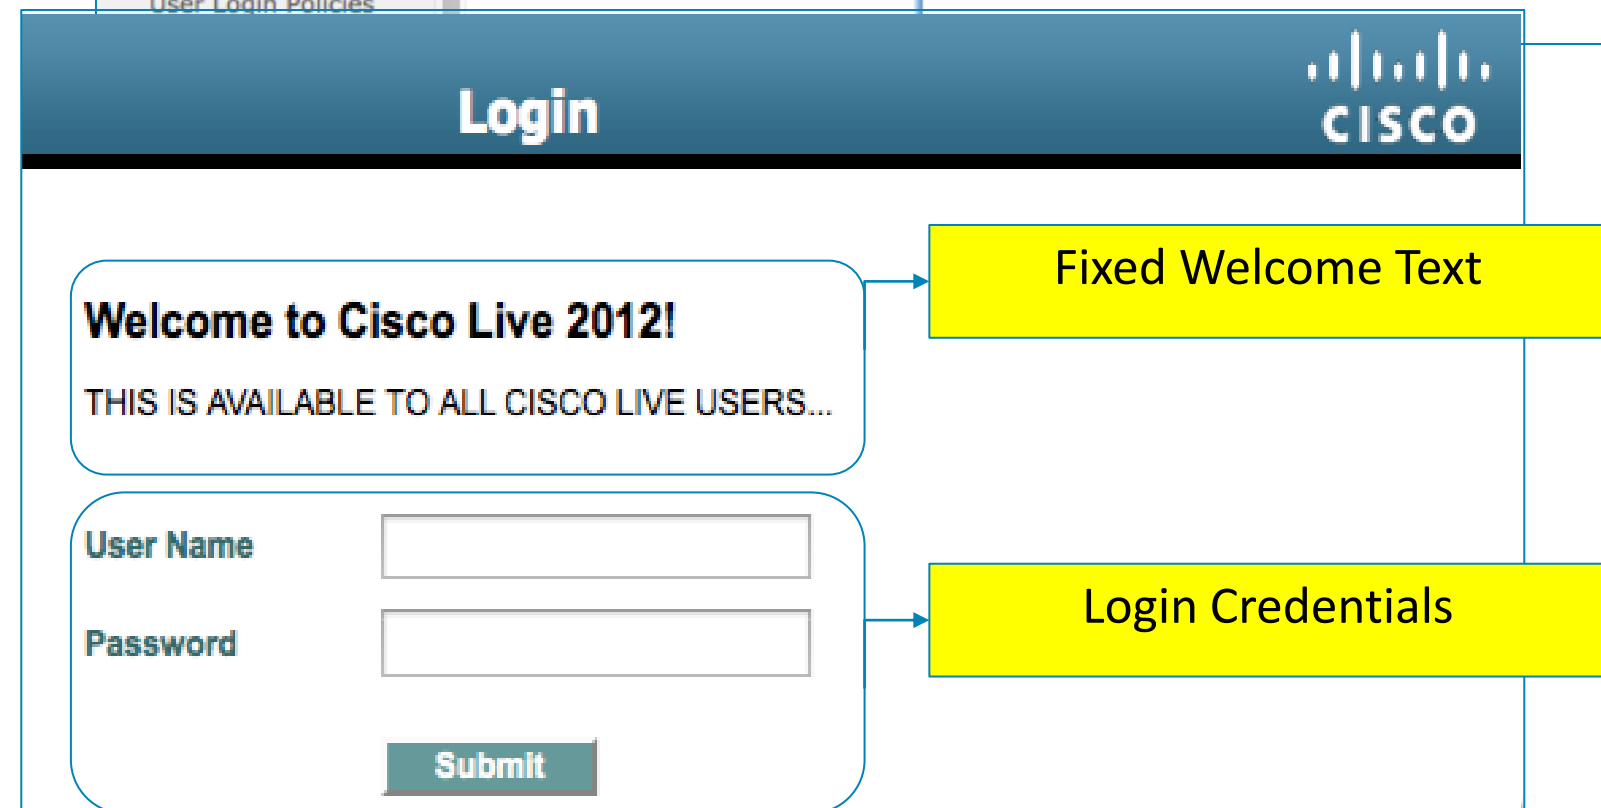 User Login Policies
Login
CISCO
Fixed Welcome Text
Welcome to Cisco Live 2012!
THIS IS AVAILABLE TO ALL CISCO LIVE USERS...
User Name
Login Credentials
Password
Submit